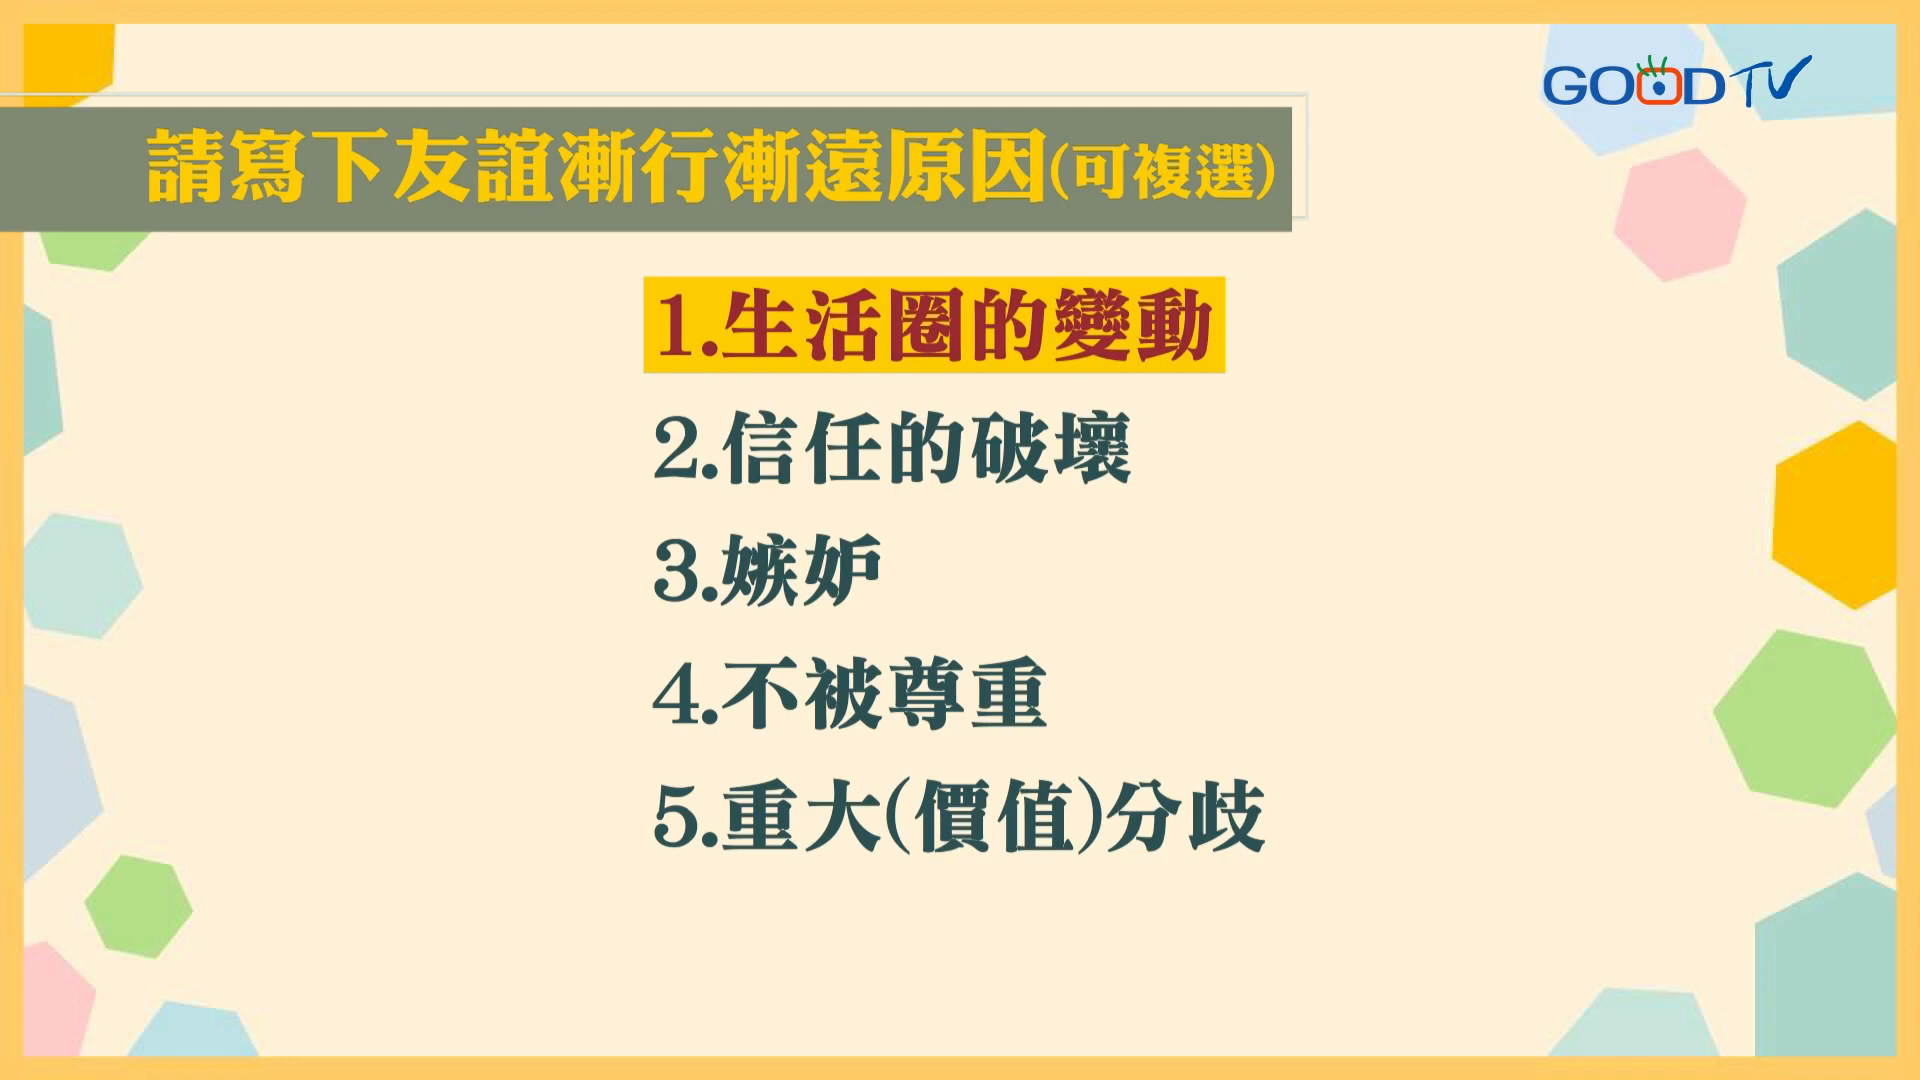 GOOD TV
請寫下友誼漸行漸遠原因(可複選)
1.生活圈的變動
2.信任的破壞
3.嫉妒
4.不被尊重
5.重大(價值)分歧